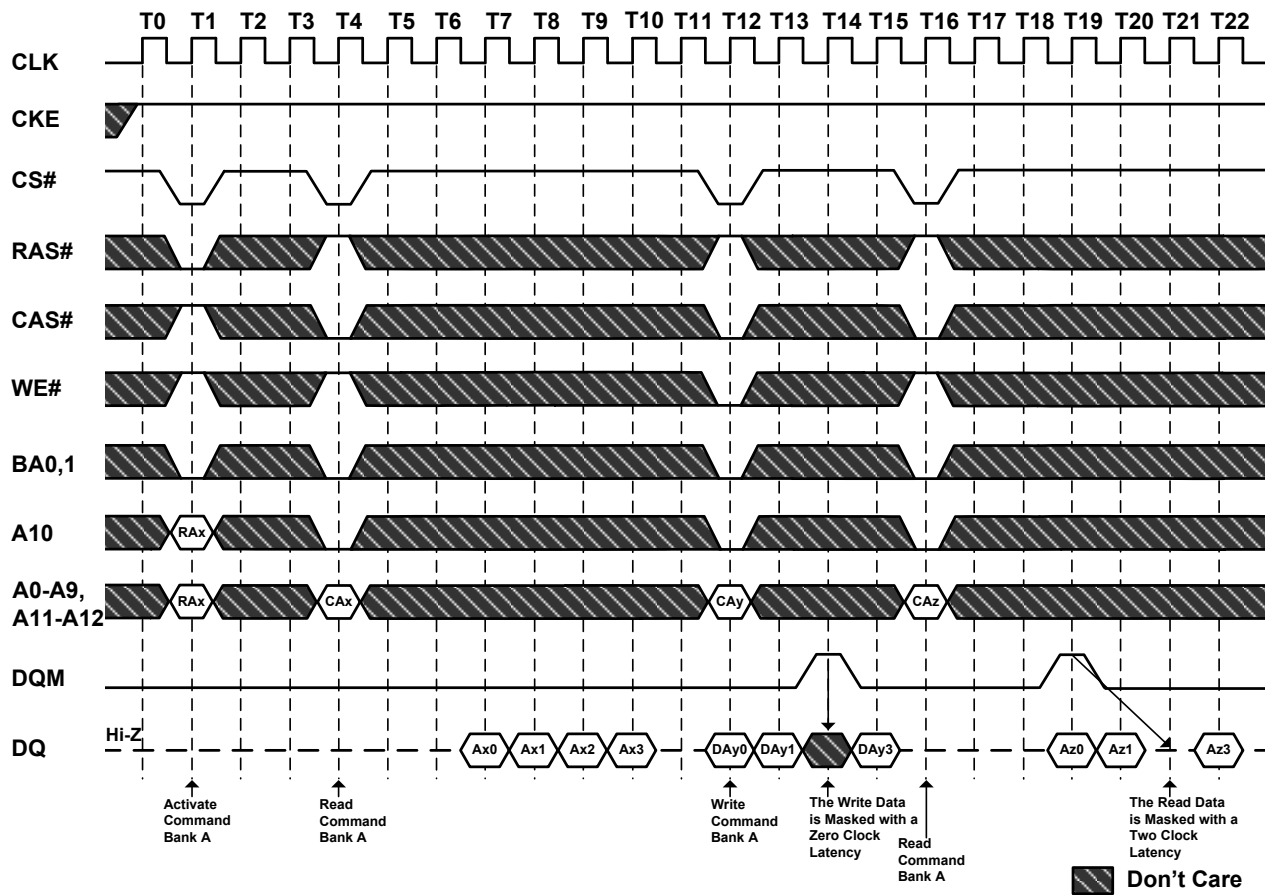 T0 T1 T2 T3 T4 T5 T6 T7 T8 T9 T10 T11 T12 T13 T14 T15 T16 T17 T18 T19 T20 T21 T22
CLK
CKE
CS#
RAS#
CAS#
WE#
BA0,1
A10
RAx
A0-A9,
A11-A12
RAx CAx CAy CAz
DQM
DQ
Hi-Z
Ax0 Ax1 Ax2 Ax3 DAy0 DAy1 DAy3 Az0 Az1 Az3
Activate
Command
Bank A
Read
Command
Bank A
Write
Command
Bank A
The Write Data
is Masked with a
Zero Clock
Latency
Read
Command
Bank A
The Read Data
is Masked with a
Two Clock
Latency
Don't Care